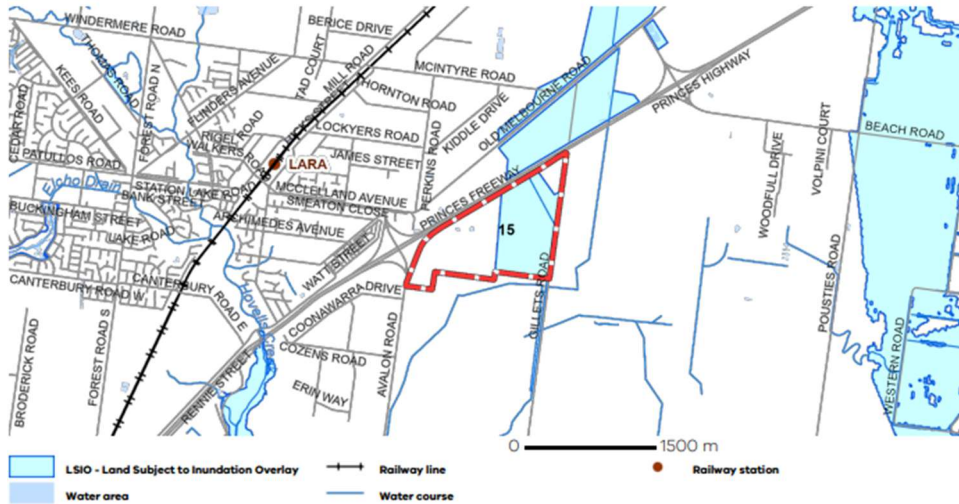 WINDERMERE ROAD
BERICE DRIVE
THOMAS ROAD
KEES ROAD
FOREST ROAD N
FLINDERS AVENUE
TAD COURT
MILL ROAD
MCINTYRE ROAD
THORNTON ROAD
OLD MELBOURNE ROAD
PRINCES HIGHWAY
CEDAR ROAD
RIGEL ROAD
WALKERS ROAD
LOCKYERS ROAD
KIDDLE DRIVE
JAMES STREET
PERKINS ROAD
BEACH ROAD
VOLPINI COURT
WOODFULL DRIVE
PATULLOS ROAD
LARA
Elcho Drain
STATION LAKE ROAD
BANK STREET
MCCLELLAND AVENUE
SMEATON CLOSE
PRINCES FREEWAY
BUCKINGHAM STREET
LAKE ROAD
ARCHIMEDES AVENUE
WATT STREET
15
CANTERBURY ROAD W
CANTERBURY ROAD E
COONAWARRA DRIVE
GILLETS ROAD
POUSTIES ROAD
WESTERN ROAD
BRODERICK ROAD
FOREST ROAD S
RENNIE STREET
COZENS ROAD
AVALON ROAD
ERIN WAY
0 1500 m
LSIO - Land Subject to Inundation Overlay
Railway line
Railway station
Water area
Water course